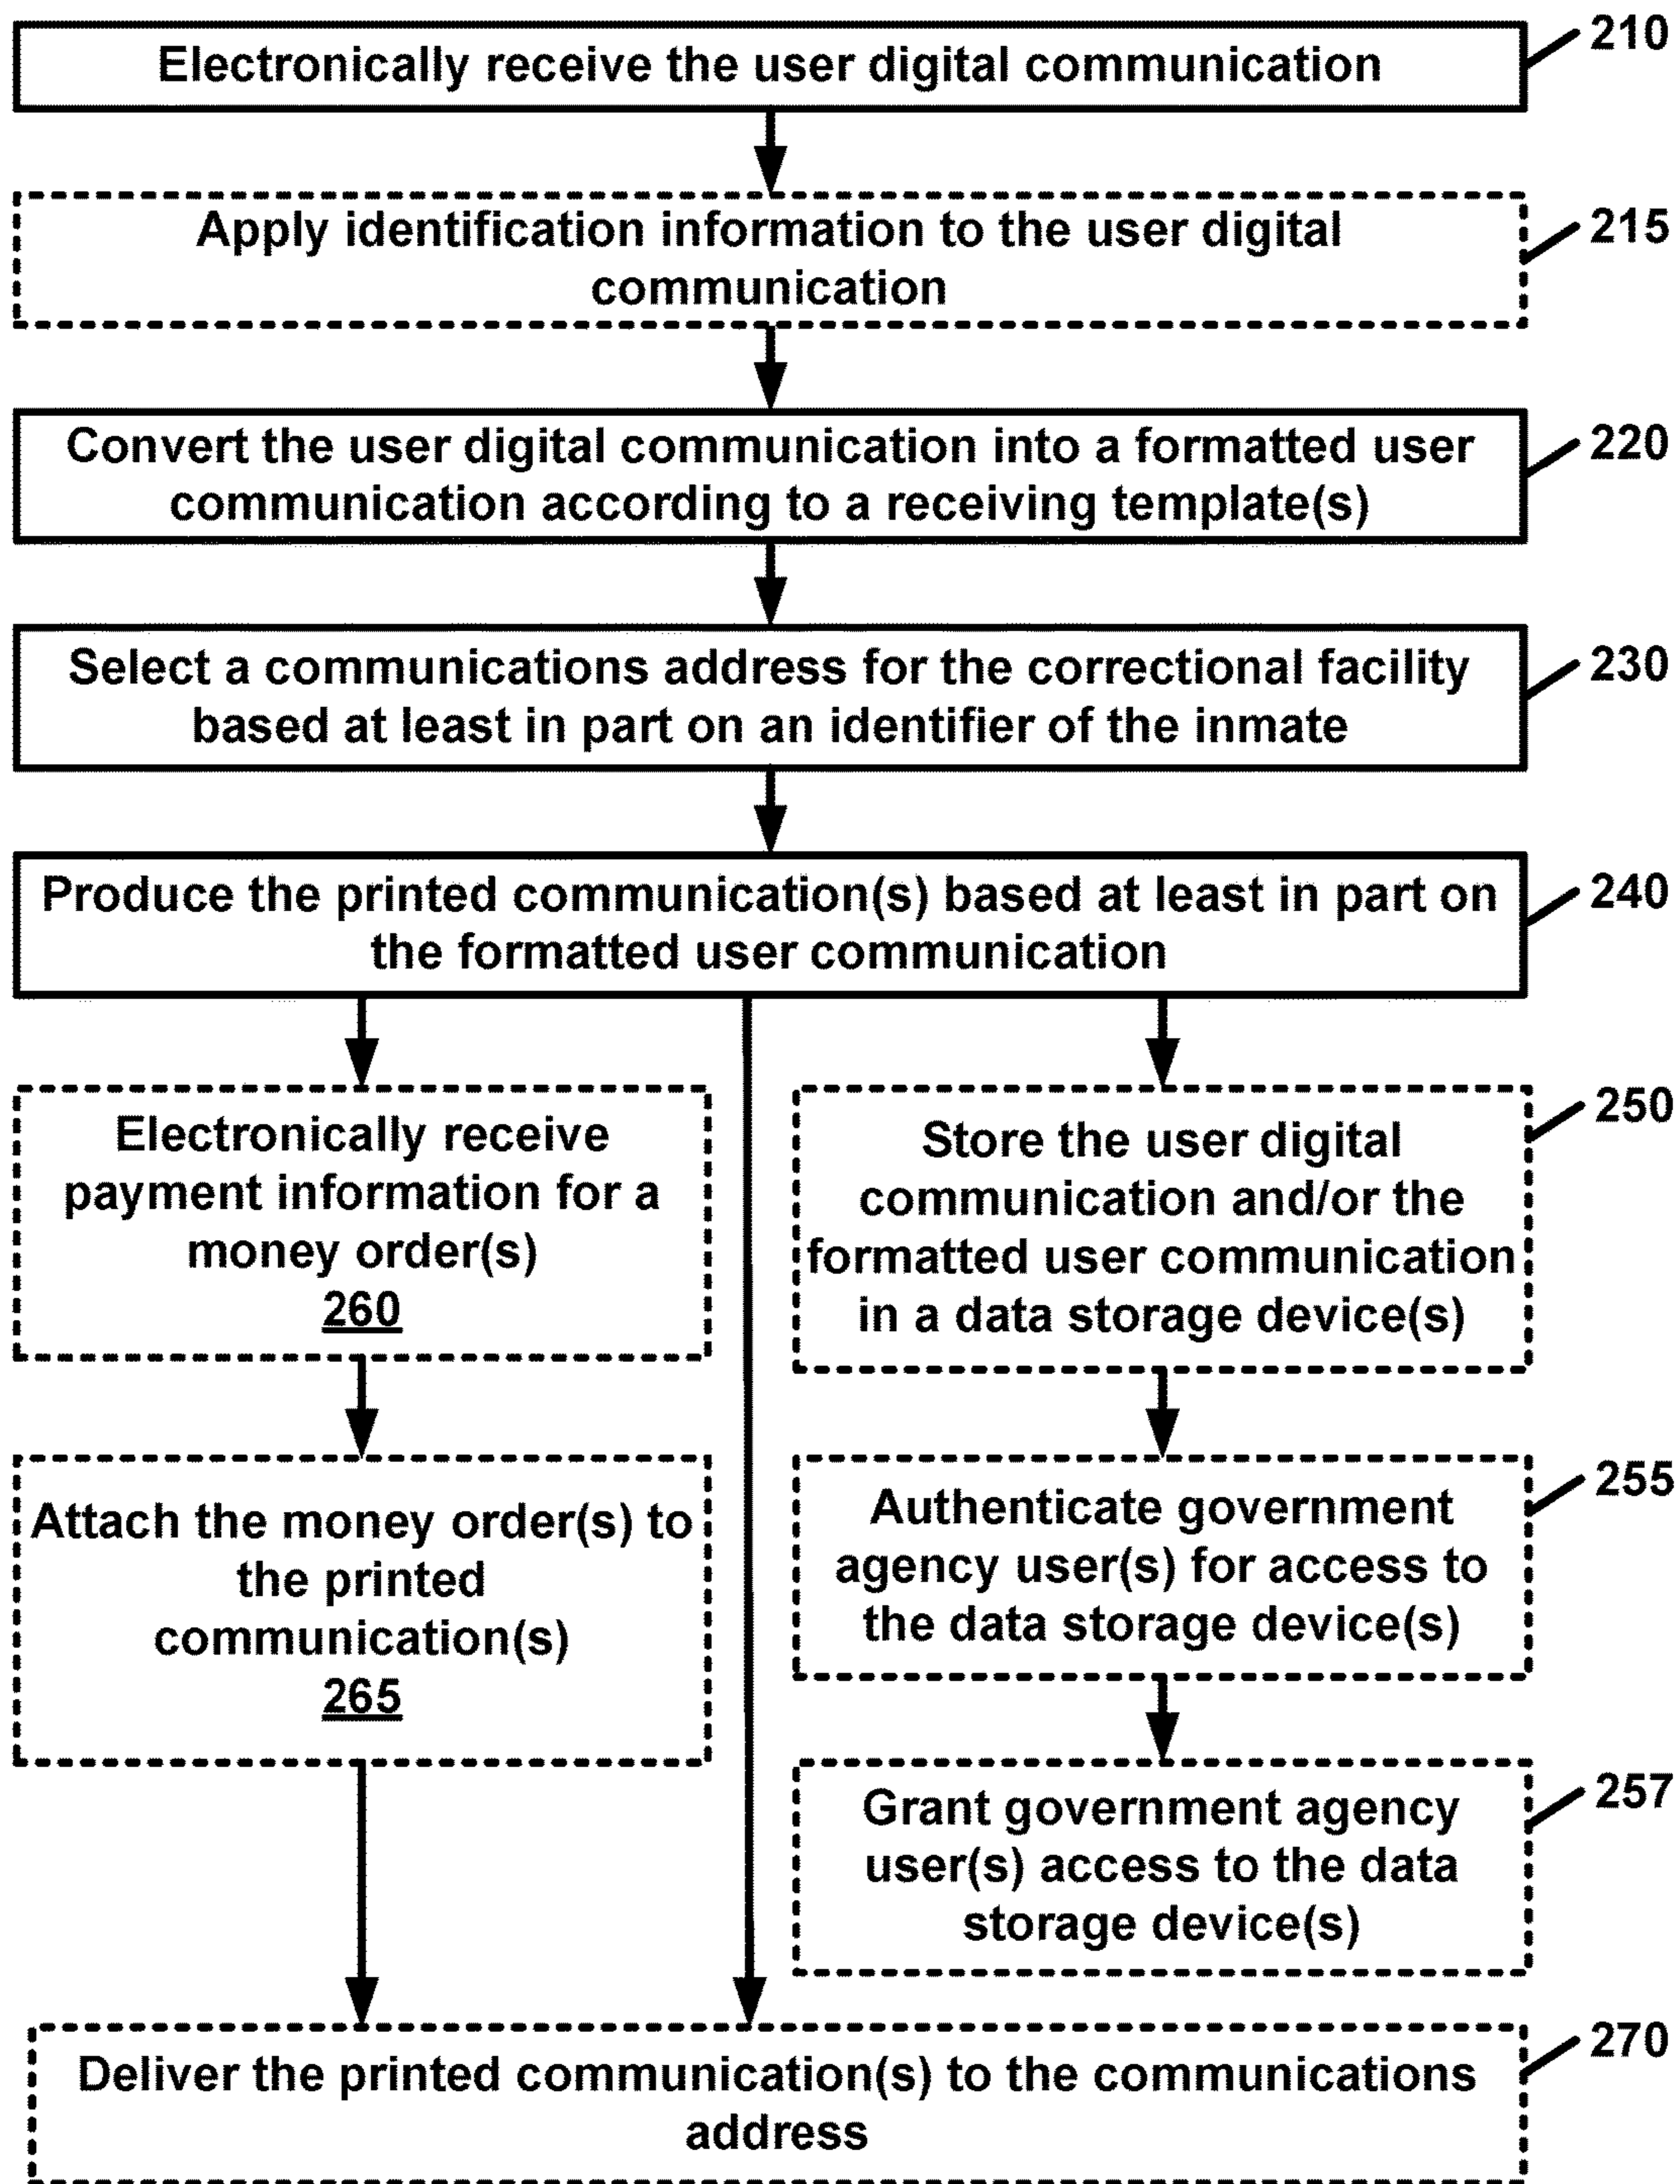 Electronically receive the user digital communication
210
Apply identification information to the user digital
communication
215
Convert the user digital communication into a formatted user
communication according to a receiving template(s)
220
Select a communications address for the correctional facility
based at least in part on an identifier of the inmate
230
Produce the printed communication(s) based at least in part on
the formatted user communication
240
Electronically receive
payment information for a
money order(s)
260
Store the user digital
communication and/or the
formatted user communication
in a data storage device(s)
250
Attach the money order(s) to
the printed
communication(s)
265
Authenticate government
agency user(s) for access to
the data storage device(s)
255
Grant government agency
user(s) access to the data
storage device(s)
257
Deliver the printed communication(s) to the communications
address
270